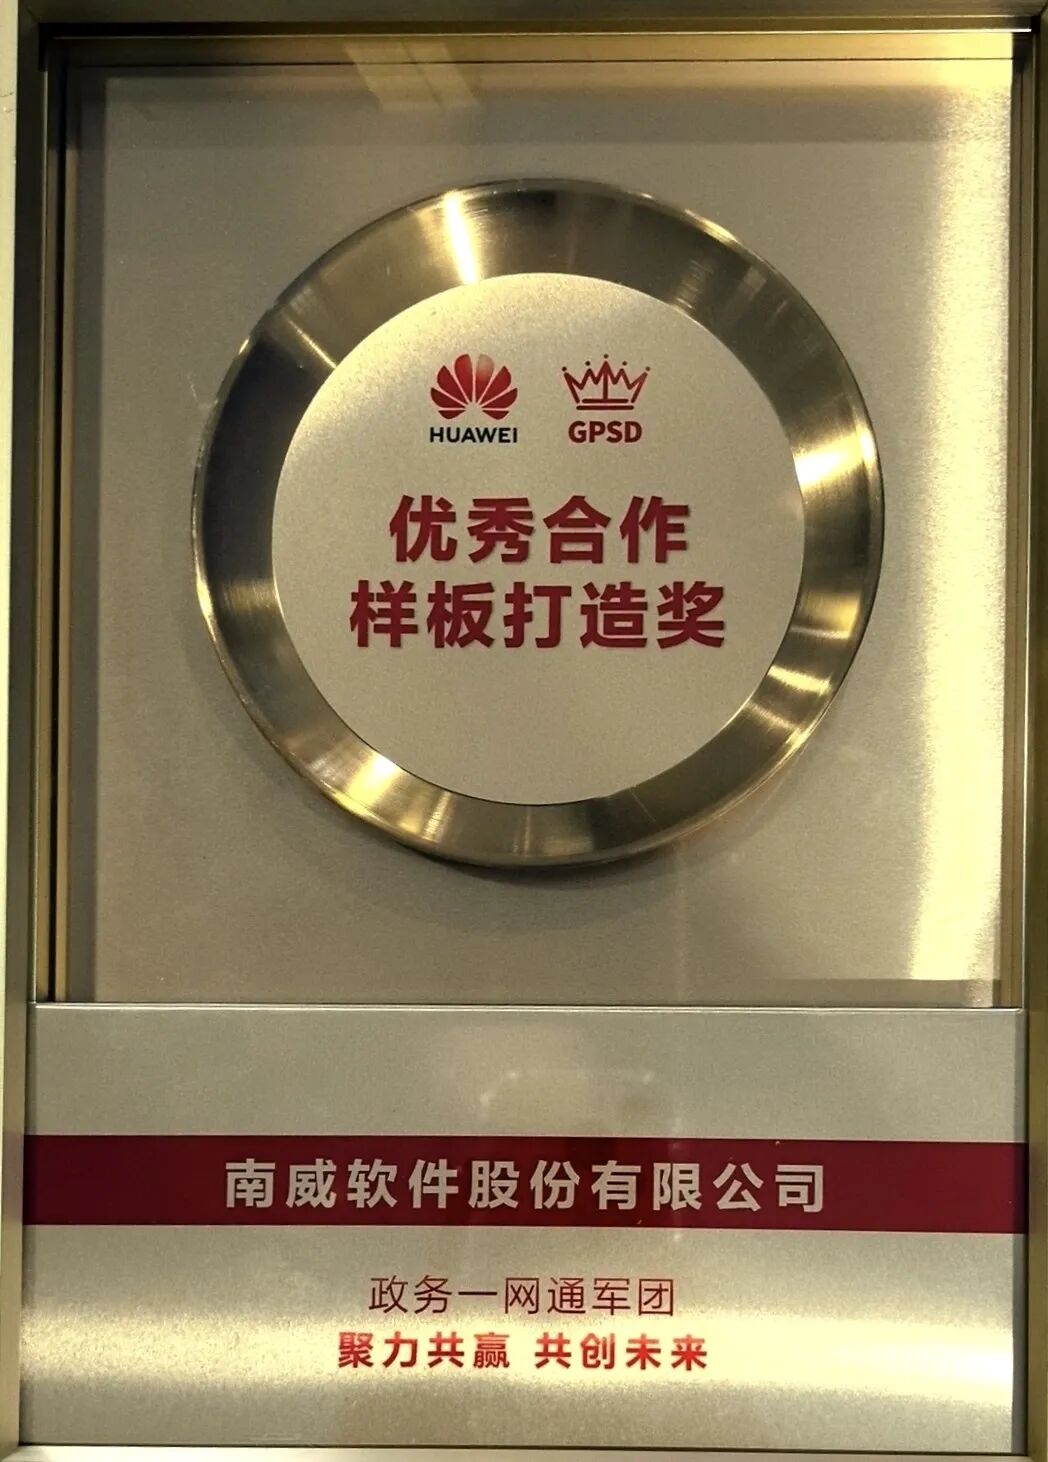 HUAWEI GPSD
优秀合作
样板打造奖
南威软件股份有限公司
政务一网通军团
聚力共赢 共创未来